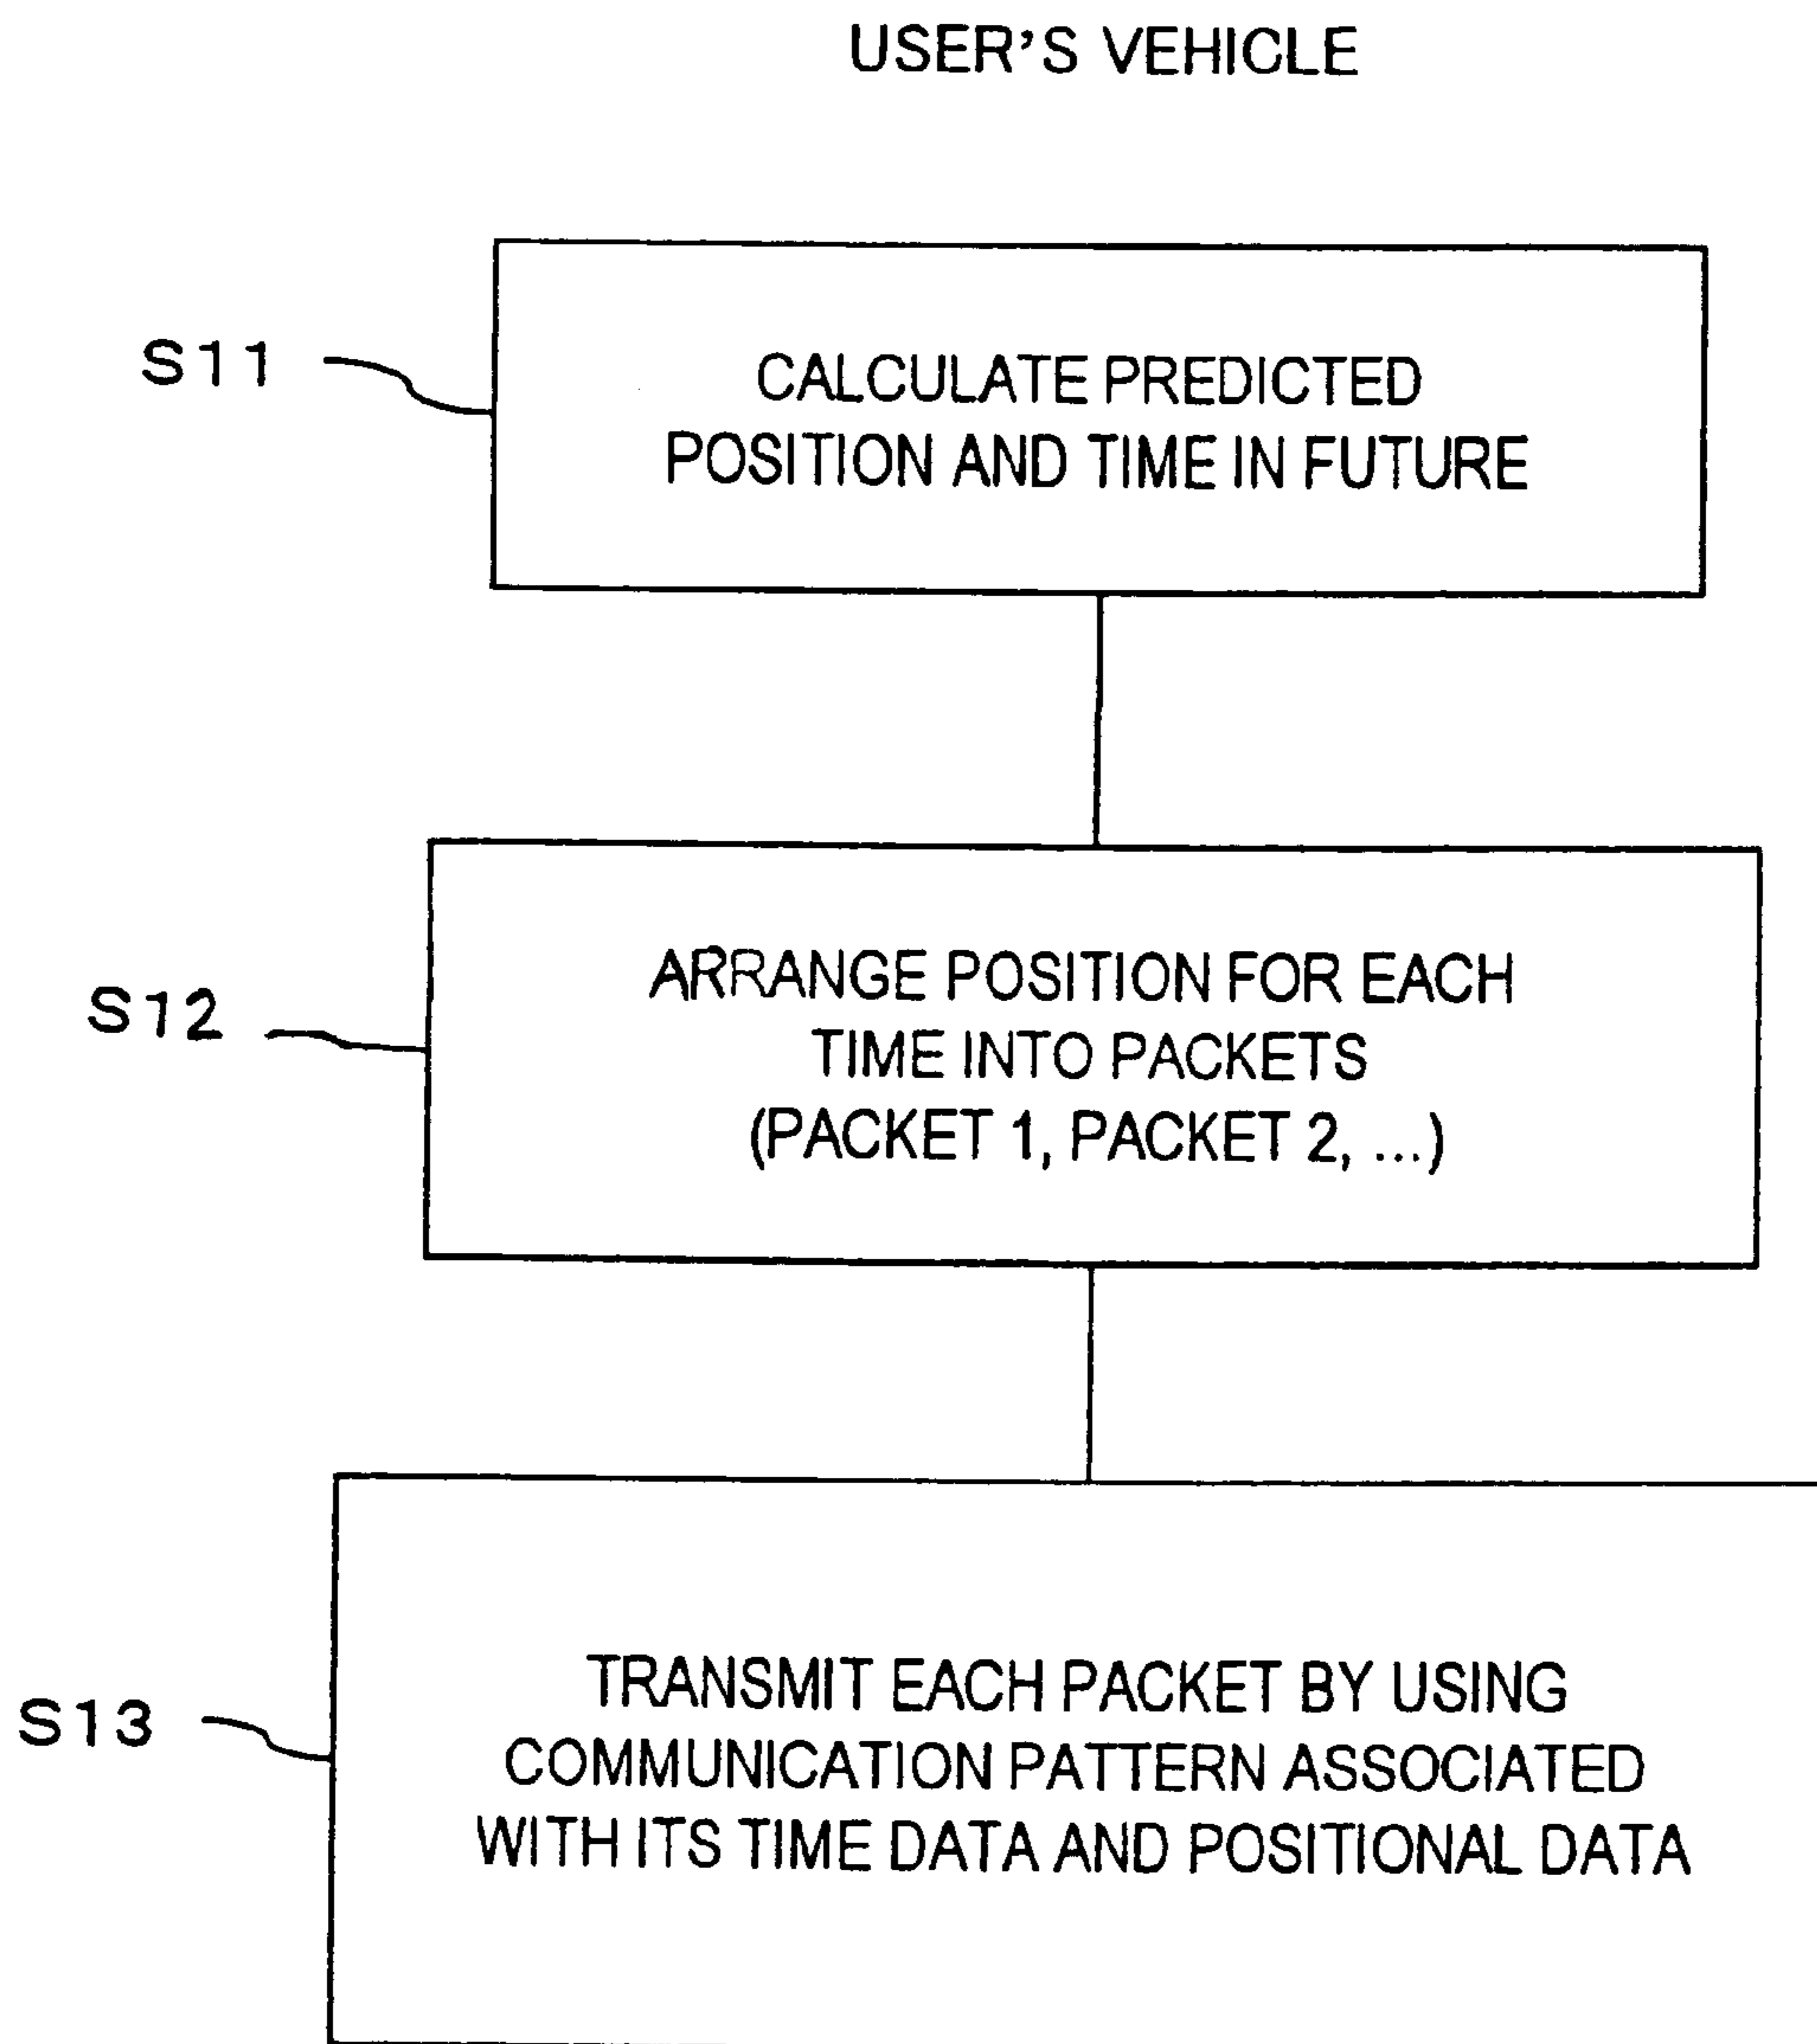 USER'S VEHICLE
S11
CALCULATE PREDICTED
POSITION AND TIME IN FUTURE
S12
ARRANGE POSITION FOR EACH
TIME INTO PACKETS
(PACKET 1, PACKET 2, ...)
S13
TRANSMIT EACH PACKET BY USING
COMMUNICATION PATTERN ASSOCIATED
WITH ITS TIME DATA AND POSITIONAL DATA